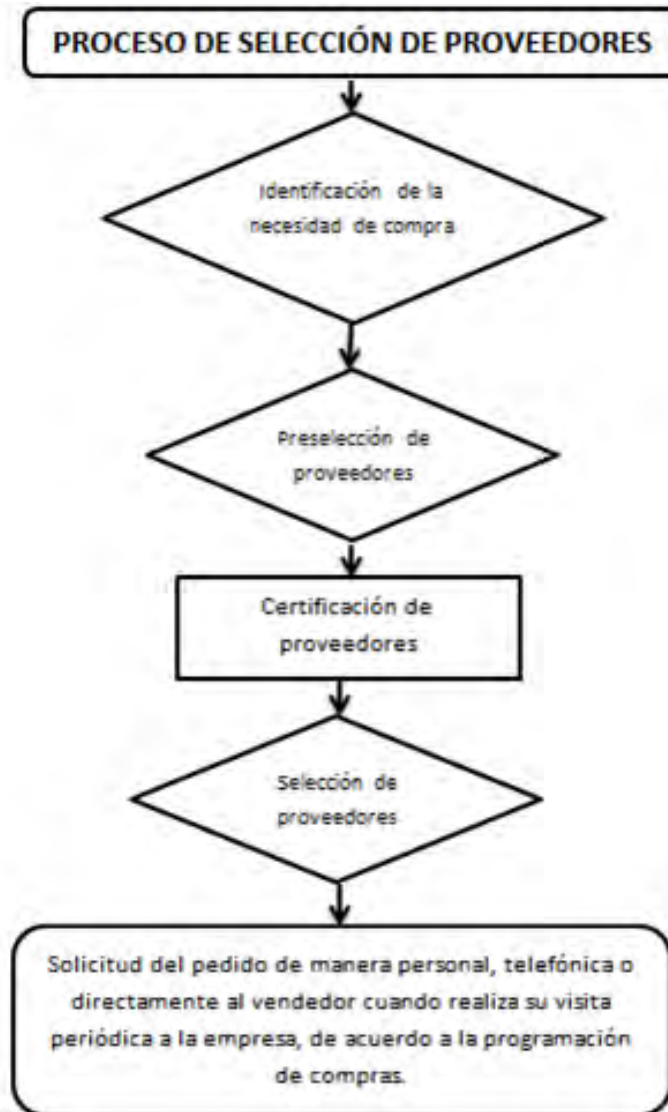 PROCESO DE SELECCIÓN DE PROVEEDORES
Identificación de la
necesidad de compra
Preselección de
proveedores
Certificación de
proveedores
Selección de
proveedores
Solicitud del pedido de manera personal, telefónica o
directamente al vendedor cuando realiza su visita
periódica a la empresa, de acuerdo a la programación
de compras.